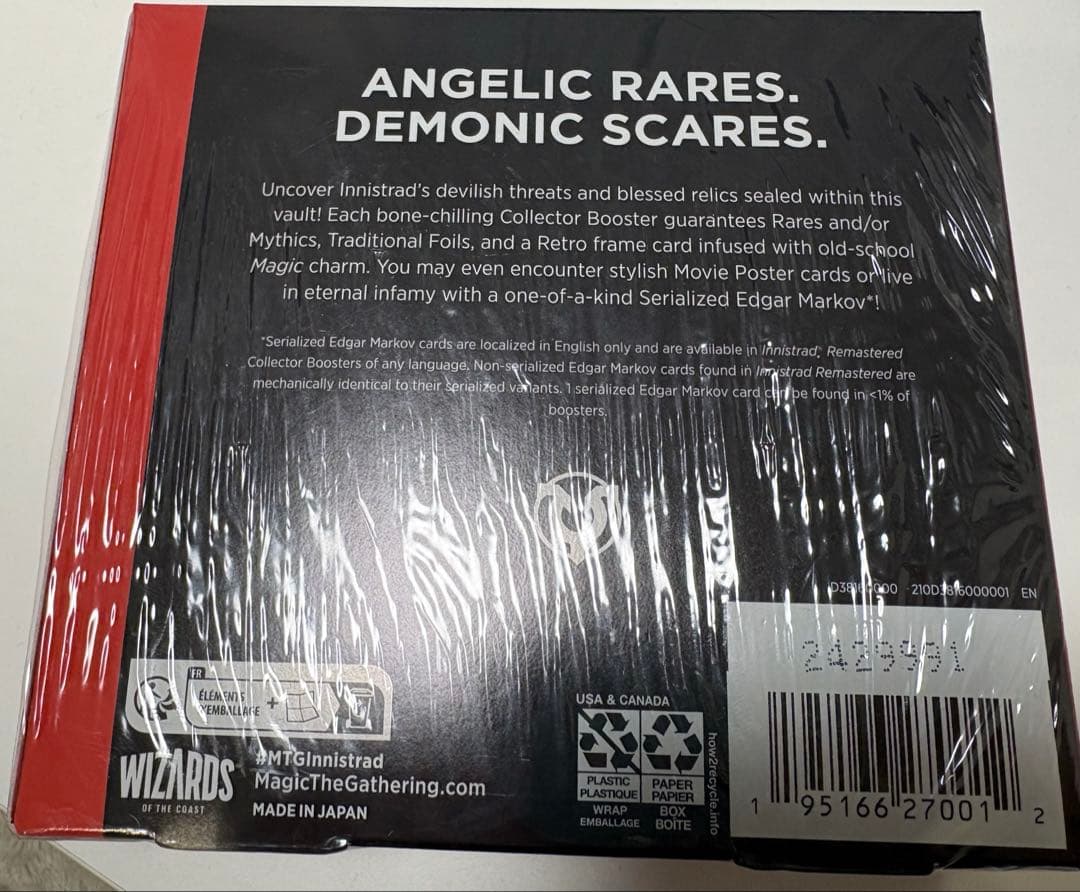 ANGELIC RARES.
DEMONIC SCARES.
Uncover Innistrad's devilish threats and blessed relics sealed within this
vault! Each bone-chilling Collector Booster guarantees Rares and/or
Mythics, Traditional Foils, and a Retro frame card infused with old-school
Magic charm. You may even encounter stylish Movie Poster cards or live
in eternal infamy with a one-of-a-kind Serialized Edgar Markov*!
*Serialized Edgar Markov cards are localized in English only and are available in Innistrad: Remastered
Collector Boosters of any language. Non-serialized Edgar Markov cards found in Innistrad Remastered are
mechanically identical to their serialized variants. 1 serialized Edgar Markov card can be found in <1% of
boosters.
210D3816000001 EN
FR
ÉLÉMENTS
D'EMBALLAGE +
WIZARDS
OF THE COAST
#MTGInnistrad
MagicTheGathering.com
MADE IN JAPAN
USA & CANADA
PLASTIC
PLASTIQUE
WRAP
EMBALLAGE
PAPER
PAPIER
BOX
BOÎTE
how2recycle.info
1 95166 27001 2